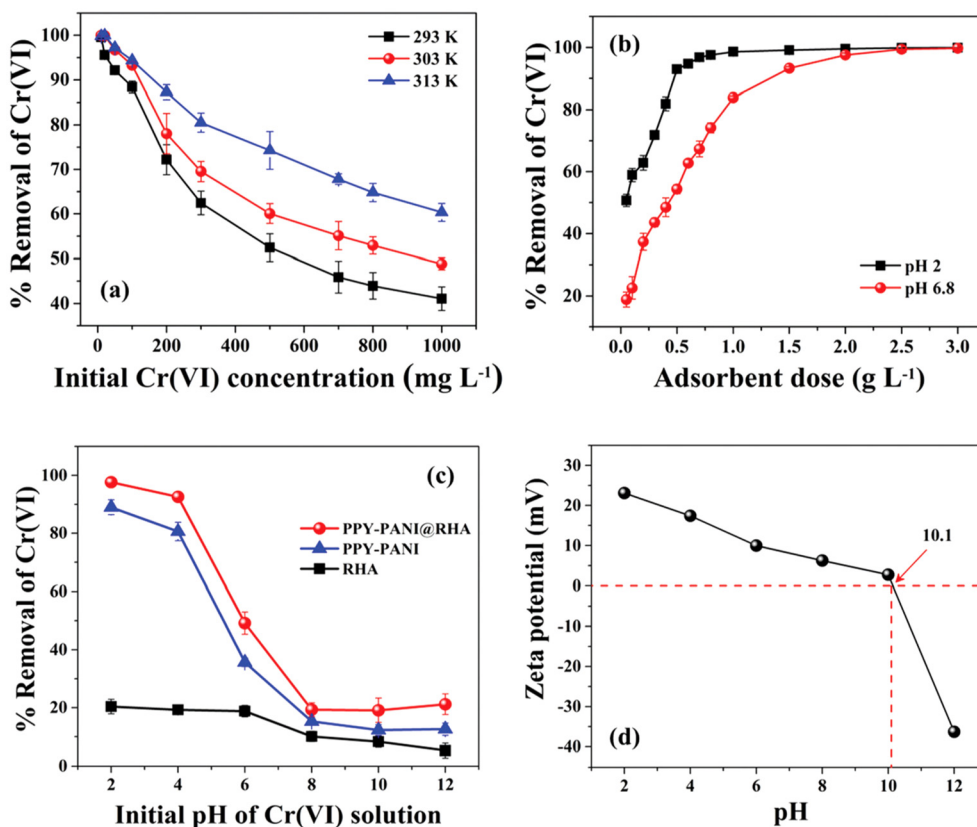 (a)
293 K
303 K
313 K
% Removal of Cr(VI)
100
90
80
70
60
50
40
0 200 400 600 800 1000
Initial Cr(VI) concentration (mg L⁻¹)
(b)
% Removal of Cr(VI)
100
80
60
40
20
pH 2
pH 6.8
0.0 0.5 1.0 1.5 2.0 2.5 3.0
Adsorbent dose (g L⁻¹)
(c)
% Removal of Cr(VI)
100
80
60
40
20
0
PPY-PANI@RHA
PPY-PANI
RHA
2 4 6 8 10 12
Initial pH of Cr(VI) solution
Zeta potential (mV)
30
20
10
0
-10
-20
-30
-40
10.1
(d)
2 4 6 8 10 12
pH